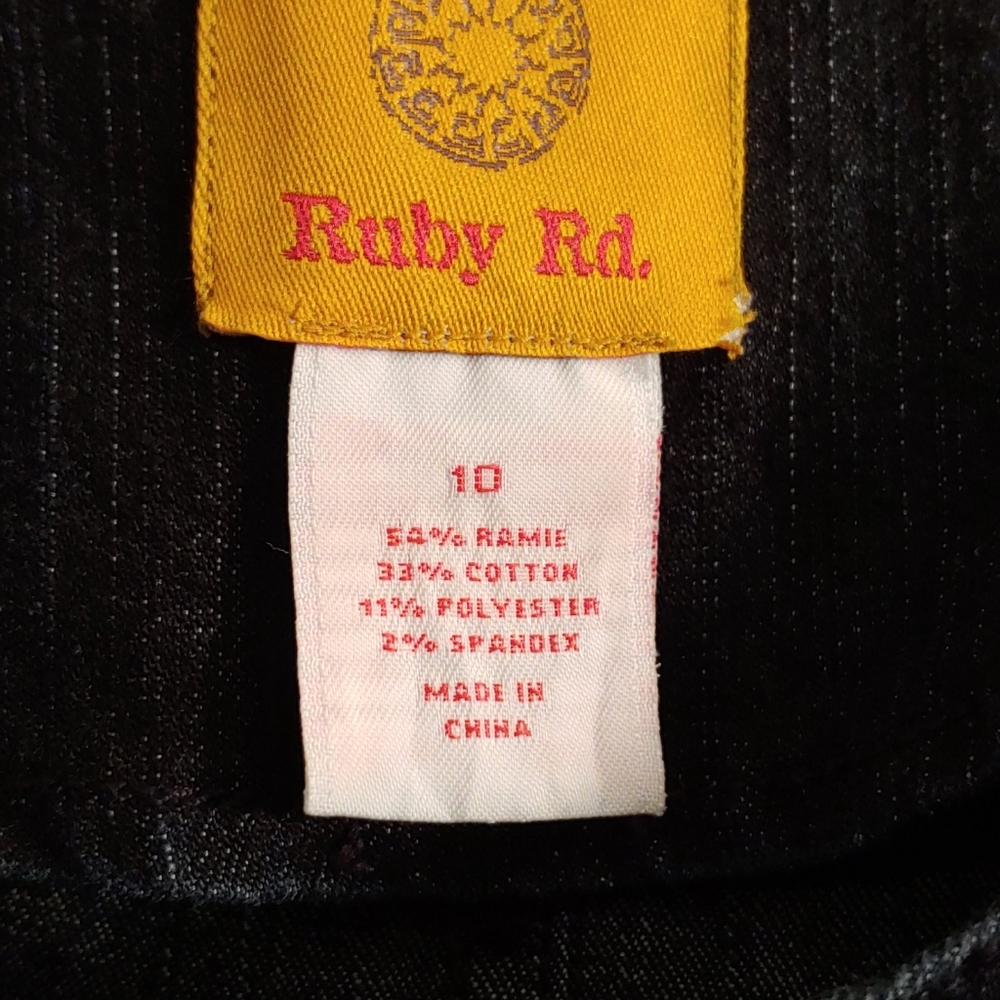 Ruby Rd.
10
54% RAMIE
33% COTTON
11% POLYESTER
2% SPANDEX
MADE IN
CHINA